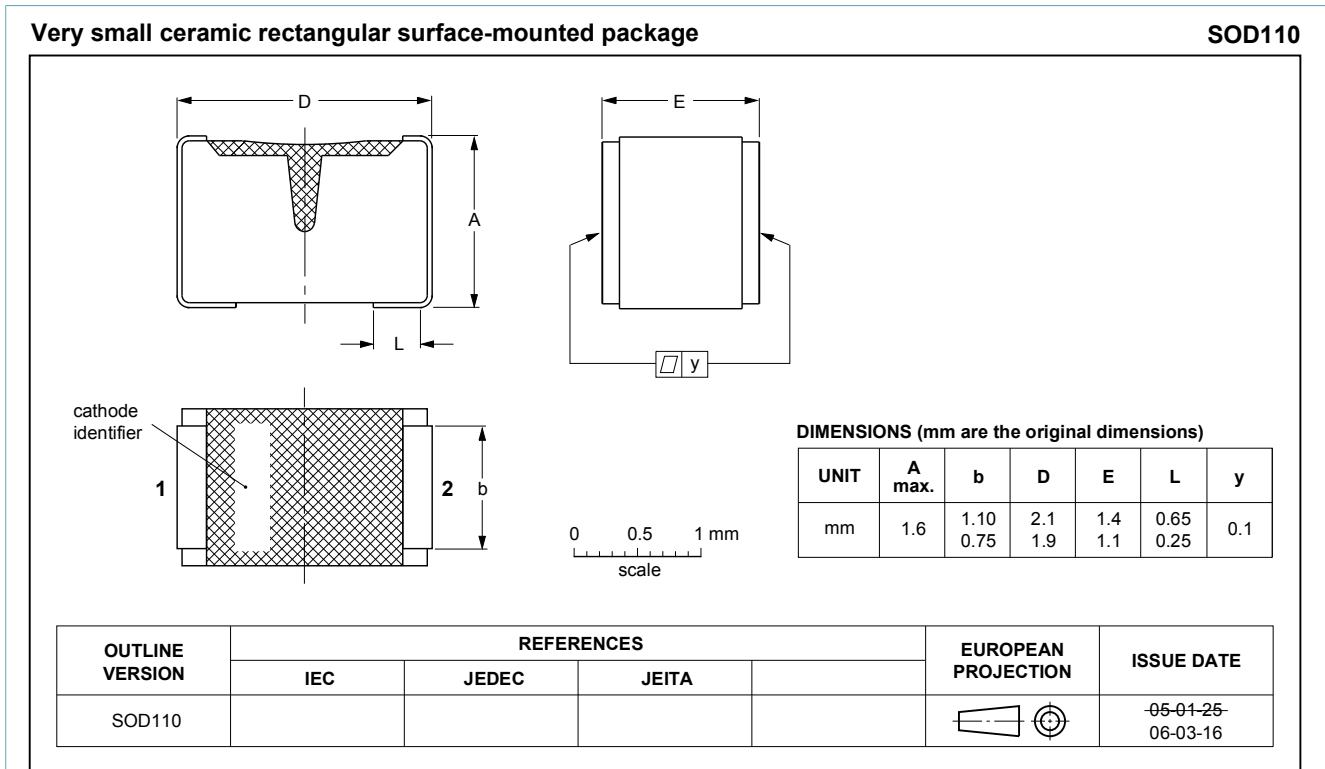 Very small ceramic rectangular surface-mounted package SOD110
D
E
A
L
y
cathode
identifier
1
2
b
0 0.5 1 mm
scale
DIMENSIONS (mm are the original dimensions)
UNIT A max. b D E L y
mm 1.6 1.10 0.75 2.1 1.9 1.4 1.1 0.65 0.25 0.1
OUTLINE VERSION REFERENCES EUROPEAN PROJECTION ISSUE DATE
IEC JEDEC JEITA
SOD110 05-01-25
06-03-16